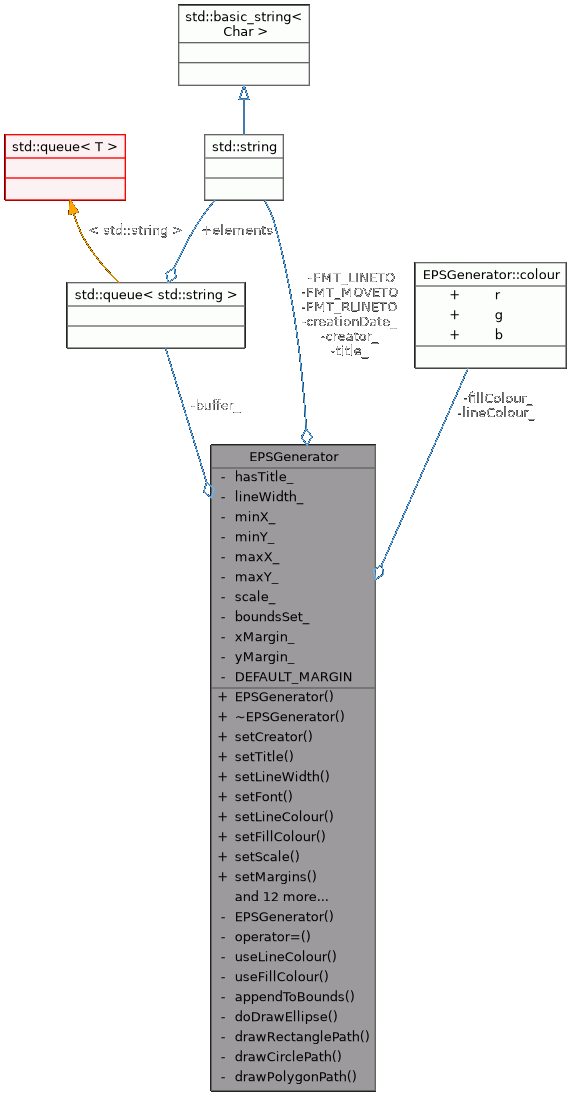 std::basic_string<
Char >
std::queue< T >
std::string
< std::string >
+elements
std::queue< std::string >
EPSGenerator::colour
+ r
+ g
+ b
-FMT_LINETO
-FMT_MOVETO
-FMT_RLINETO
-creationDate_
-creator_
-title_
-buffer_
-fillColour_
-lineColour_
EPSGenerator
- hasTitle_
- lineWidth_
- minX_
- minY_
- maxX_
- maxY_
- scale_
- boundsSet_
- xMargin_
- yMargin_
- DEFAULT_MARGIN
+ EPSGenerator()
+ ~EPSGenerator()
+ setCreator()
+ setTitle()
+ setLineWidth()
+ setFont()
+ setLineColour()
+ setFillColour()
+ setScale()
+ setMargins()
and 12 more...
- EPSGenerator()
- operator=()
- useLineColour()
- useFillColour()
- appendToBounds()
- doDrawEllipse()
- drawRectanglePath()
- drawCirclePath()
- drawPolygonPath()